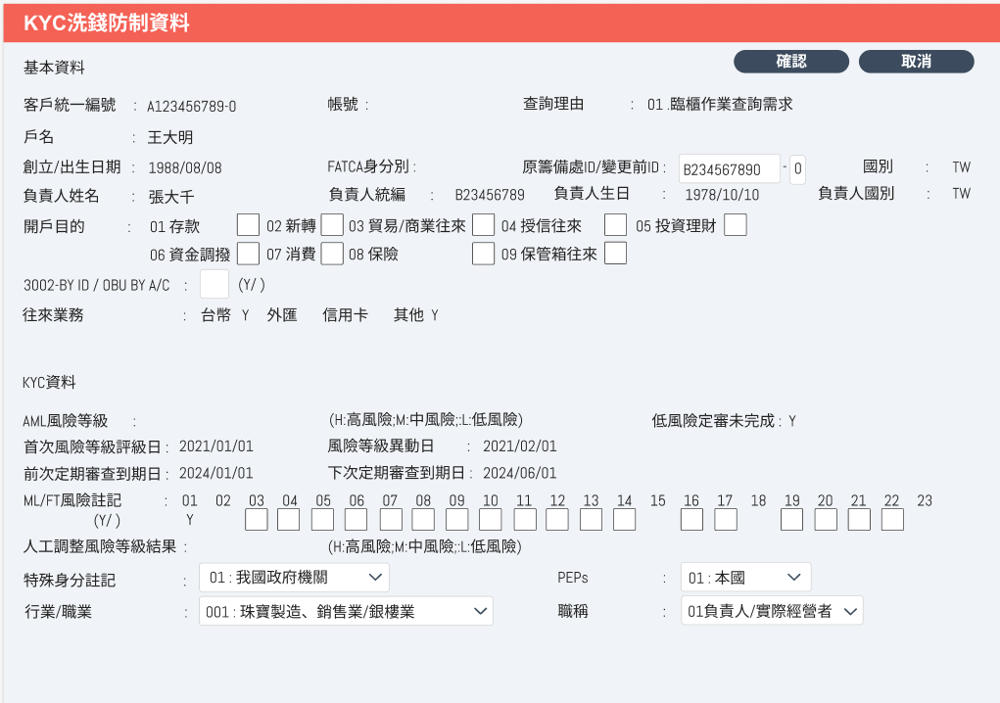 KYC洗錢防制資料
基本資料 確認 取消
客戶統一編號 : A123456789-0 帳號 : 查詢理由 : 01 .臨櫃作業查詢需求
戶名 : 王大明
創立/出生日期 : 1988/08/08 FATCA身分別 : 原籌備處ID/變更前ID : B234567890 - 0 國別 : TW
負責人姓名 : 張大千 負責人統編 : B23456789 負責人生日 : 1978/10/10 負責人國別 : TW
開戶目的 : 01 存款 02 新轉 03 貿易/商業往來 04 授信往來 05 投資理財
06 資金調撥 07 消費 08 保險 09 保管箱往來
3002-BY ID / OBU BY A/C : (Y/ )
往來業務 : 台幣 Y 外匯 信用卡 其他 Y
KYC資料
AML風險等級 : (H:高風險;M:中風險;:L:低風險) 低風險定審未完成 : Y
首次風險等級評級日 : 2021/01/01 風險等級異動日 : 2021/02/01
前次定期審查到期日 : 2024/01/01 下次定期審查到期日 : 2024/06/01
ML/FT風險註記 : 01 02 03 04 05 06 07 08 09 10 11 12 13 14 15 16 17 18 19 20 21 22 23
(Y/ ) Y
人工調整風險等級結果 : (H:高風險;M:中風險;:L:低風險)
特殊身分註記 : 01 : 我國政府機關 PEPs : 01 : 本國
行業/職業 : 001 : 珠寶製造、銷售業/銀樓業 職稱 : 01負責人/實際經營者